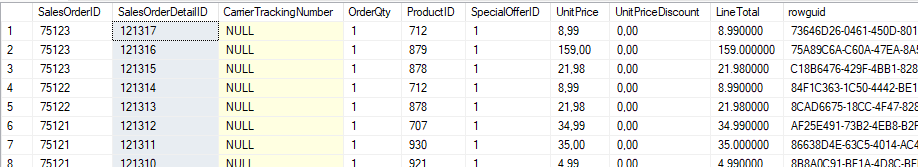 SalesOrderID SalesOrderDetailID CarrierTrackingNumber OrderQty ProductID SpecialOfferID UnitPrice UnitPriceDiscount LineTotal rowguid
1 75123 121317 NULL 1 712 1 8,99 0,00 8.990000 73646D26-0461-450D-801
2 75123 121316 NULL 1 879 1 159,00 0,00 159.000000 75A89C6A-C60A-47EA-8A5
3 75123 121315 NULL 1 878 1 21,98 0,00 21.980000 C18B6476-429F-4BB1-828
4 75122 121314 NULL 1 712 1 8,99 0,00 8.990000 84F1C363-1C50-4442-BE1
5 75122 121313 NULL 1 878 1 21,98 0,00 21.980000 8CAD6675-18CC-4F47-828
6 75121 121312 NULL 1 707 1 34,99 0,00 34.990000 AF25E491-73B2-4EB8-B2F
7 75121 121311 NULL 1 930 1 35,00 0,00 35.000000 86638D4E-63C5-4014-AC4
8 75121 121310 NULL 1 921 1 4,99 0,00 4.990000